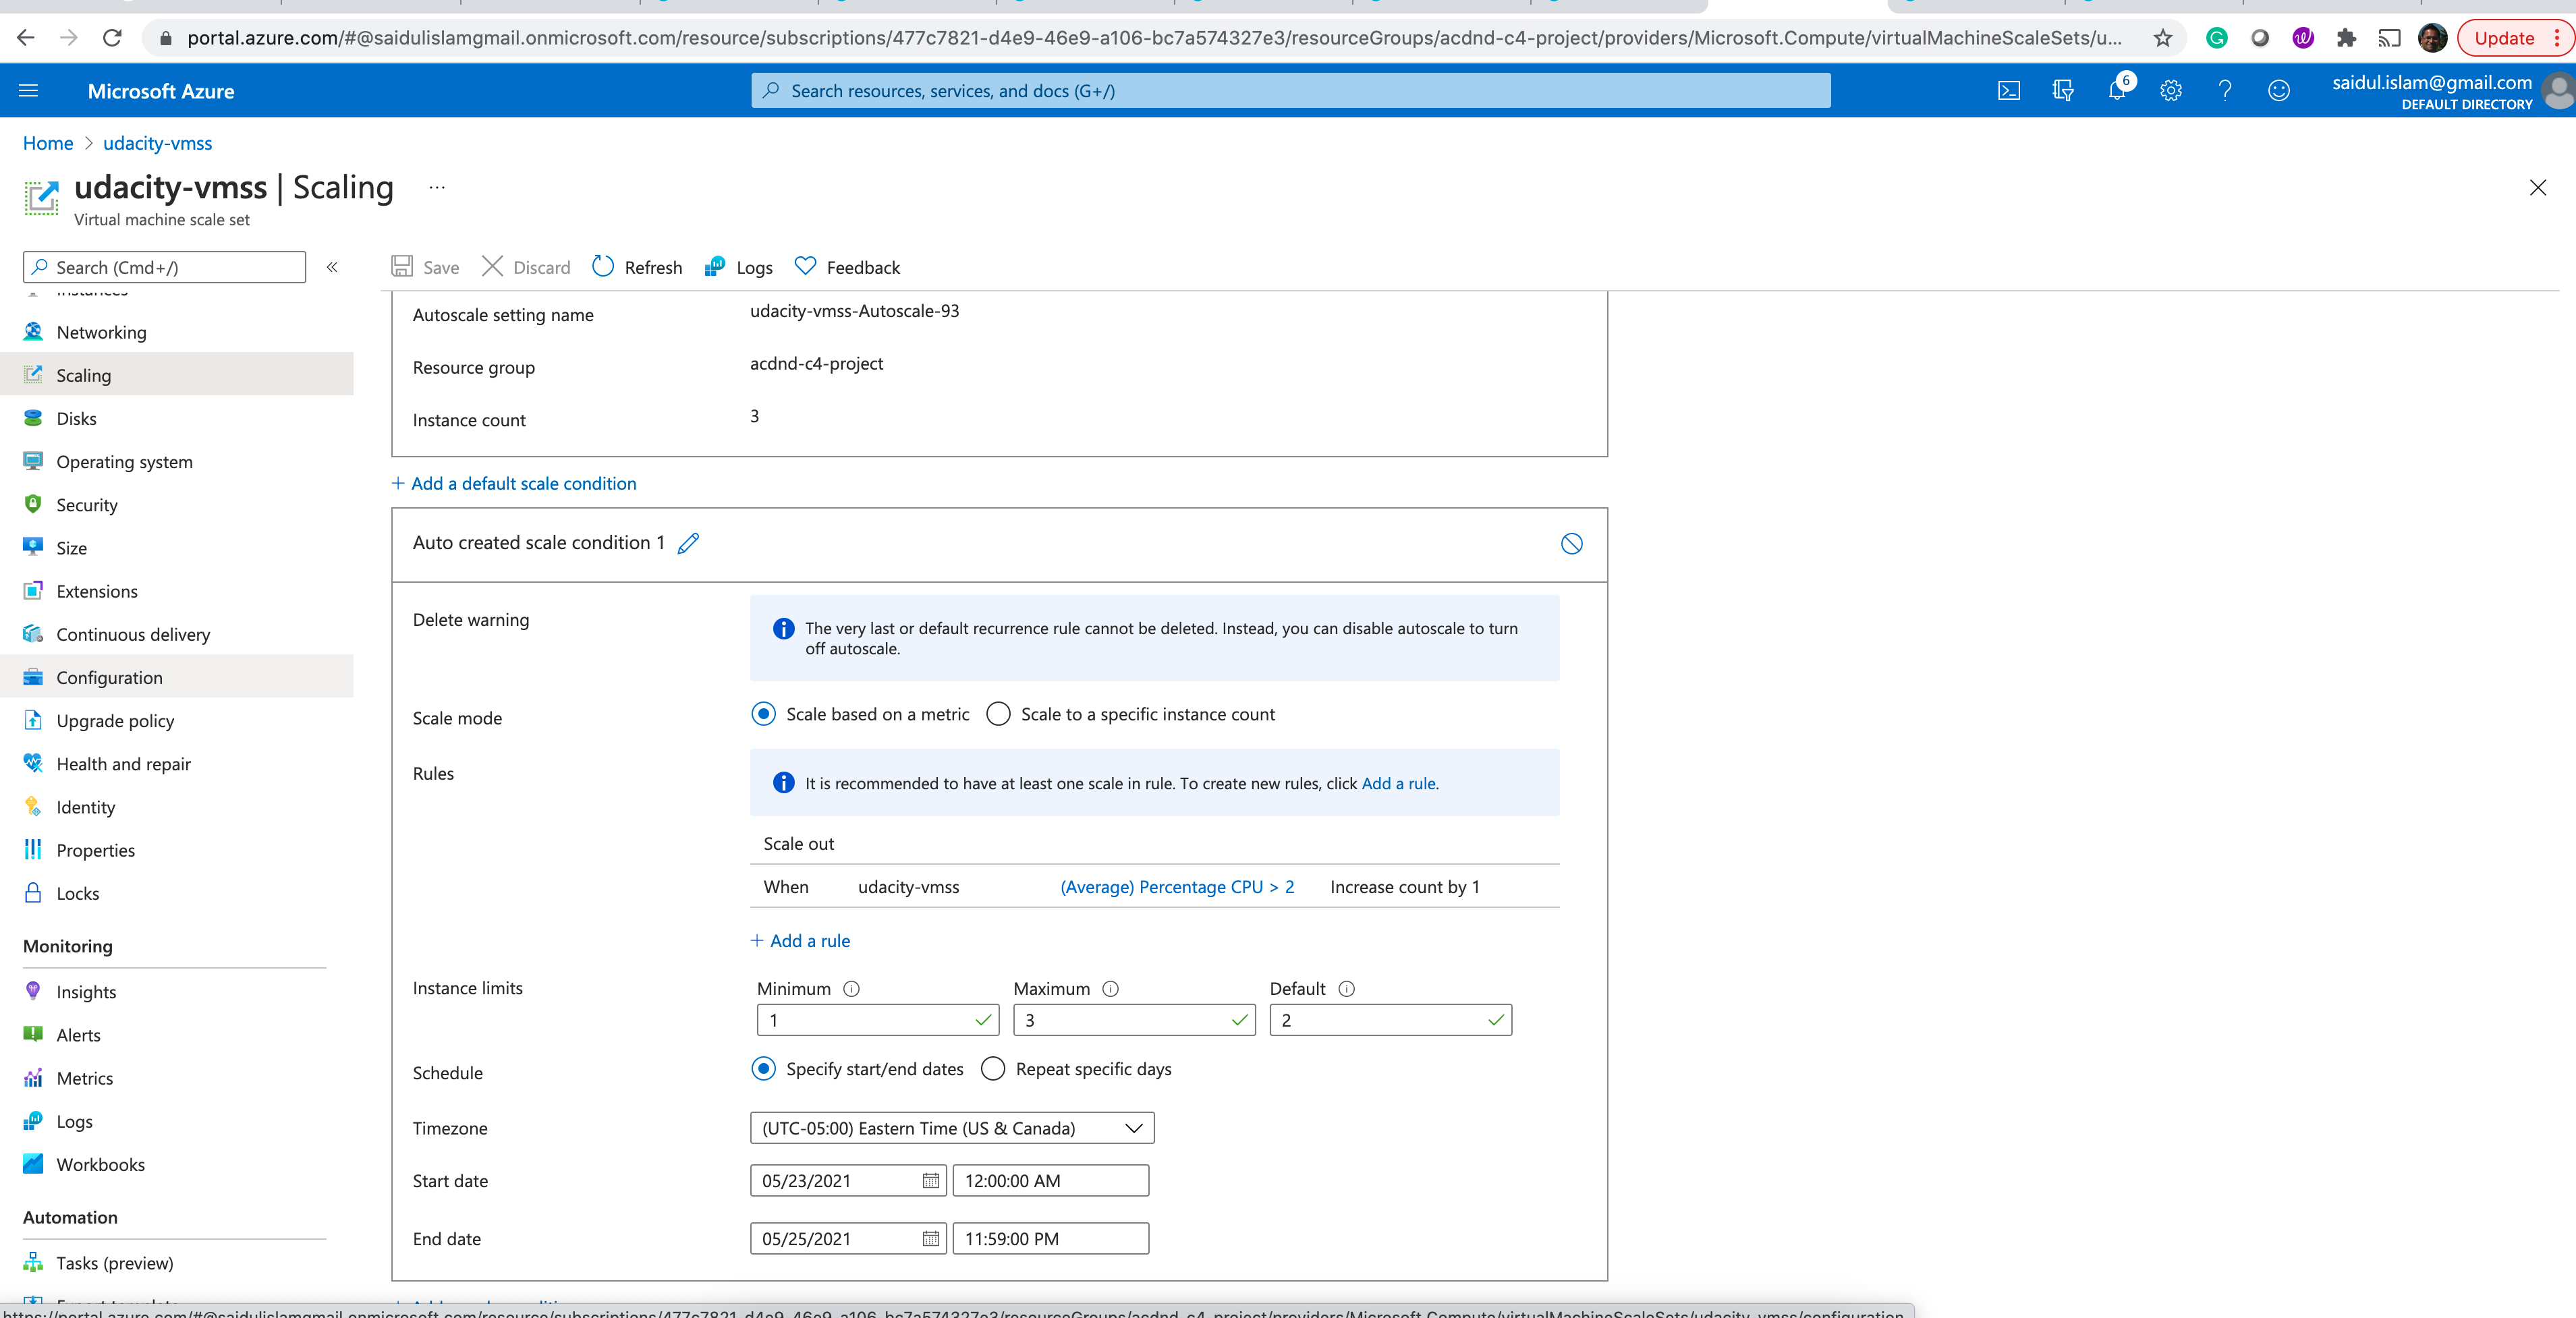 portal.azure.com/#@saidulislamgmail.onmicrosoft.com/resource/subscriptions/477c7821-d4e9-46e9-a106-bc7a574327e3/resourceGroups/acdnd-c4-project/providers/Microsoft.Compute/virtualMachineScaleSets/u...
Update
Microsoft Azure
Search resources, services, and docs (G+/)
6
saidul.islam@gmail.com
DEFAULT DIRECTORY
Home > udacity-vmss
udacity-vmss | Scaling ...
Virtual machine scale set
Search (Cmd+/)
«
Save
Discard
Refresh
Logs
Feedback
Instances
Networking
Scaling
Disks
Operating system
Security
Size
Extensions
Continuous delivery
Configuration
Upgrade policy
Health and repair
Identity
Properties
Locks
Monitoring
Insights
Alerts
Metrics
Logs
Workbooks
Automation
Tasks (preview)
Autoscale setting name udacity-vmss-Autoscale-93
Resource group acdnd-c4-project
Instance count 3
+ Add a default scale condition
Auto created scale condition 1
Delete warning
The very last or default recurrence rule cannot be deleted. Instead, you can disable autoscale to turn
off autoscale.
Scale mode Scale based on a metric Scale to a specific instance count
Rules
It is recommended to have at least one scale in rule. To create new rules, click Add a rule.
Scale out
When udacity-vmss (Average) Percentage CPU > 2 Increase count by 1
+ Add a rule
Instance limits Minimum Maximum Default
1 3 2
Schedule Specify start/end dates Repeat specific days
Timezone (UTC-05:00) Eastern Time (US & Canada)
Start date 05/23/2021 12:00:00 AM
End date 05/25/2021 11:59:00 PM
https://portal.azure.com/#@saidulislamgmail.onmicrosoft.com/resource/subscriptions/477c7821-d4e9-46e9-a106-bc7a574327e3/resourceGroups/acdnd-c4-project/providers/Microsoft.Compute/virtualMachineScaleSets/udacity-vmss/configuration